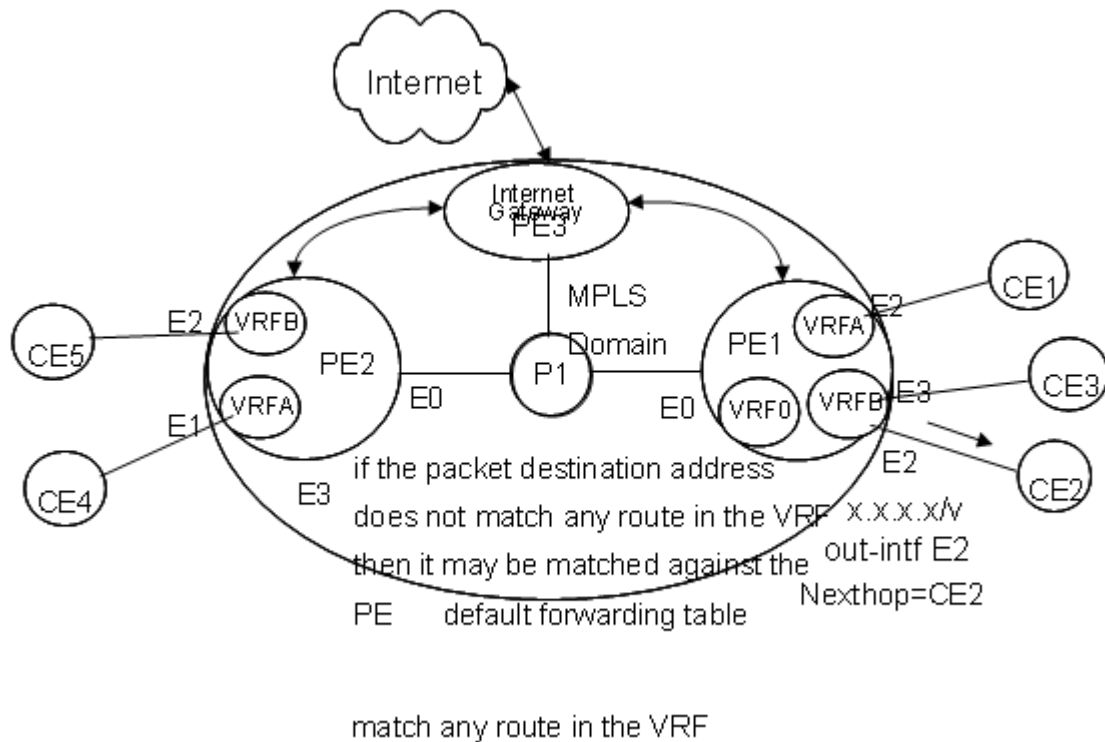 Internet
Internet
Gateway
PE3
MPLS
Domain
E2
CE1
VRFA
E2
VRFB
PE2
PE1
CE5
P1
CE3
E3
E0
E0
VRF0
VRFB
VRFA
E1
E2
CE2
CE4
E3
if the packet destination address
does not match any route in the VRF
x.x.x.x/v
then it may be matched against the
out-intf E2
PE default forwarding table
Nexthop=CE2
match any route in the VRF